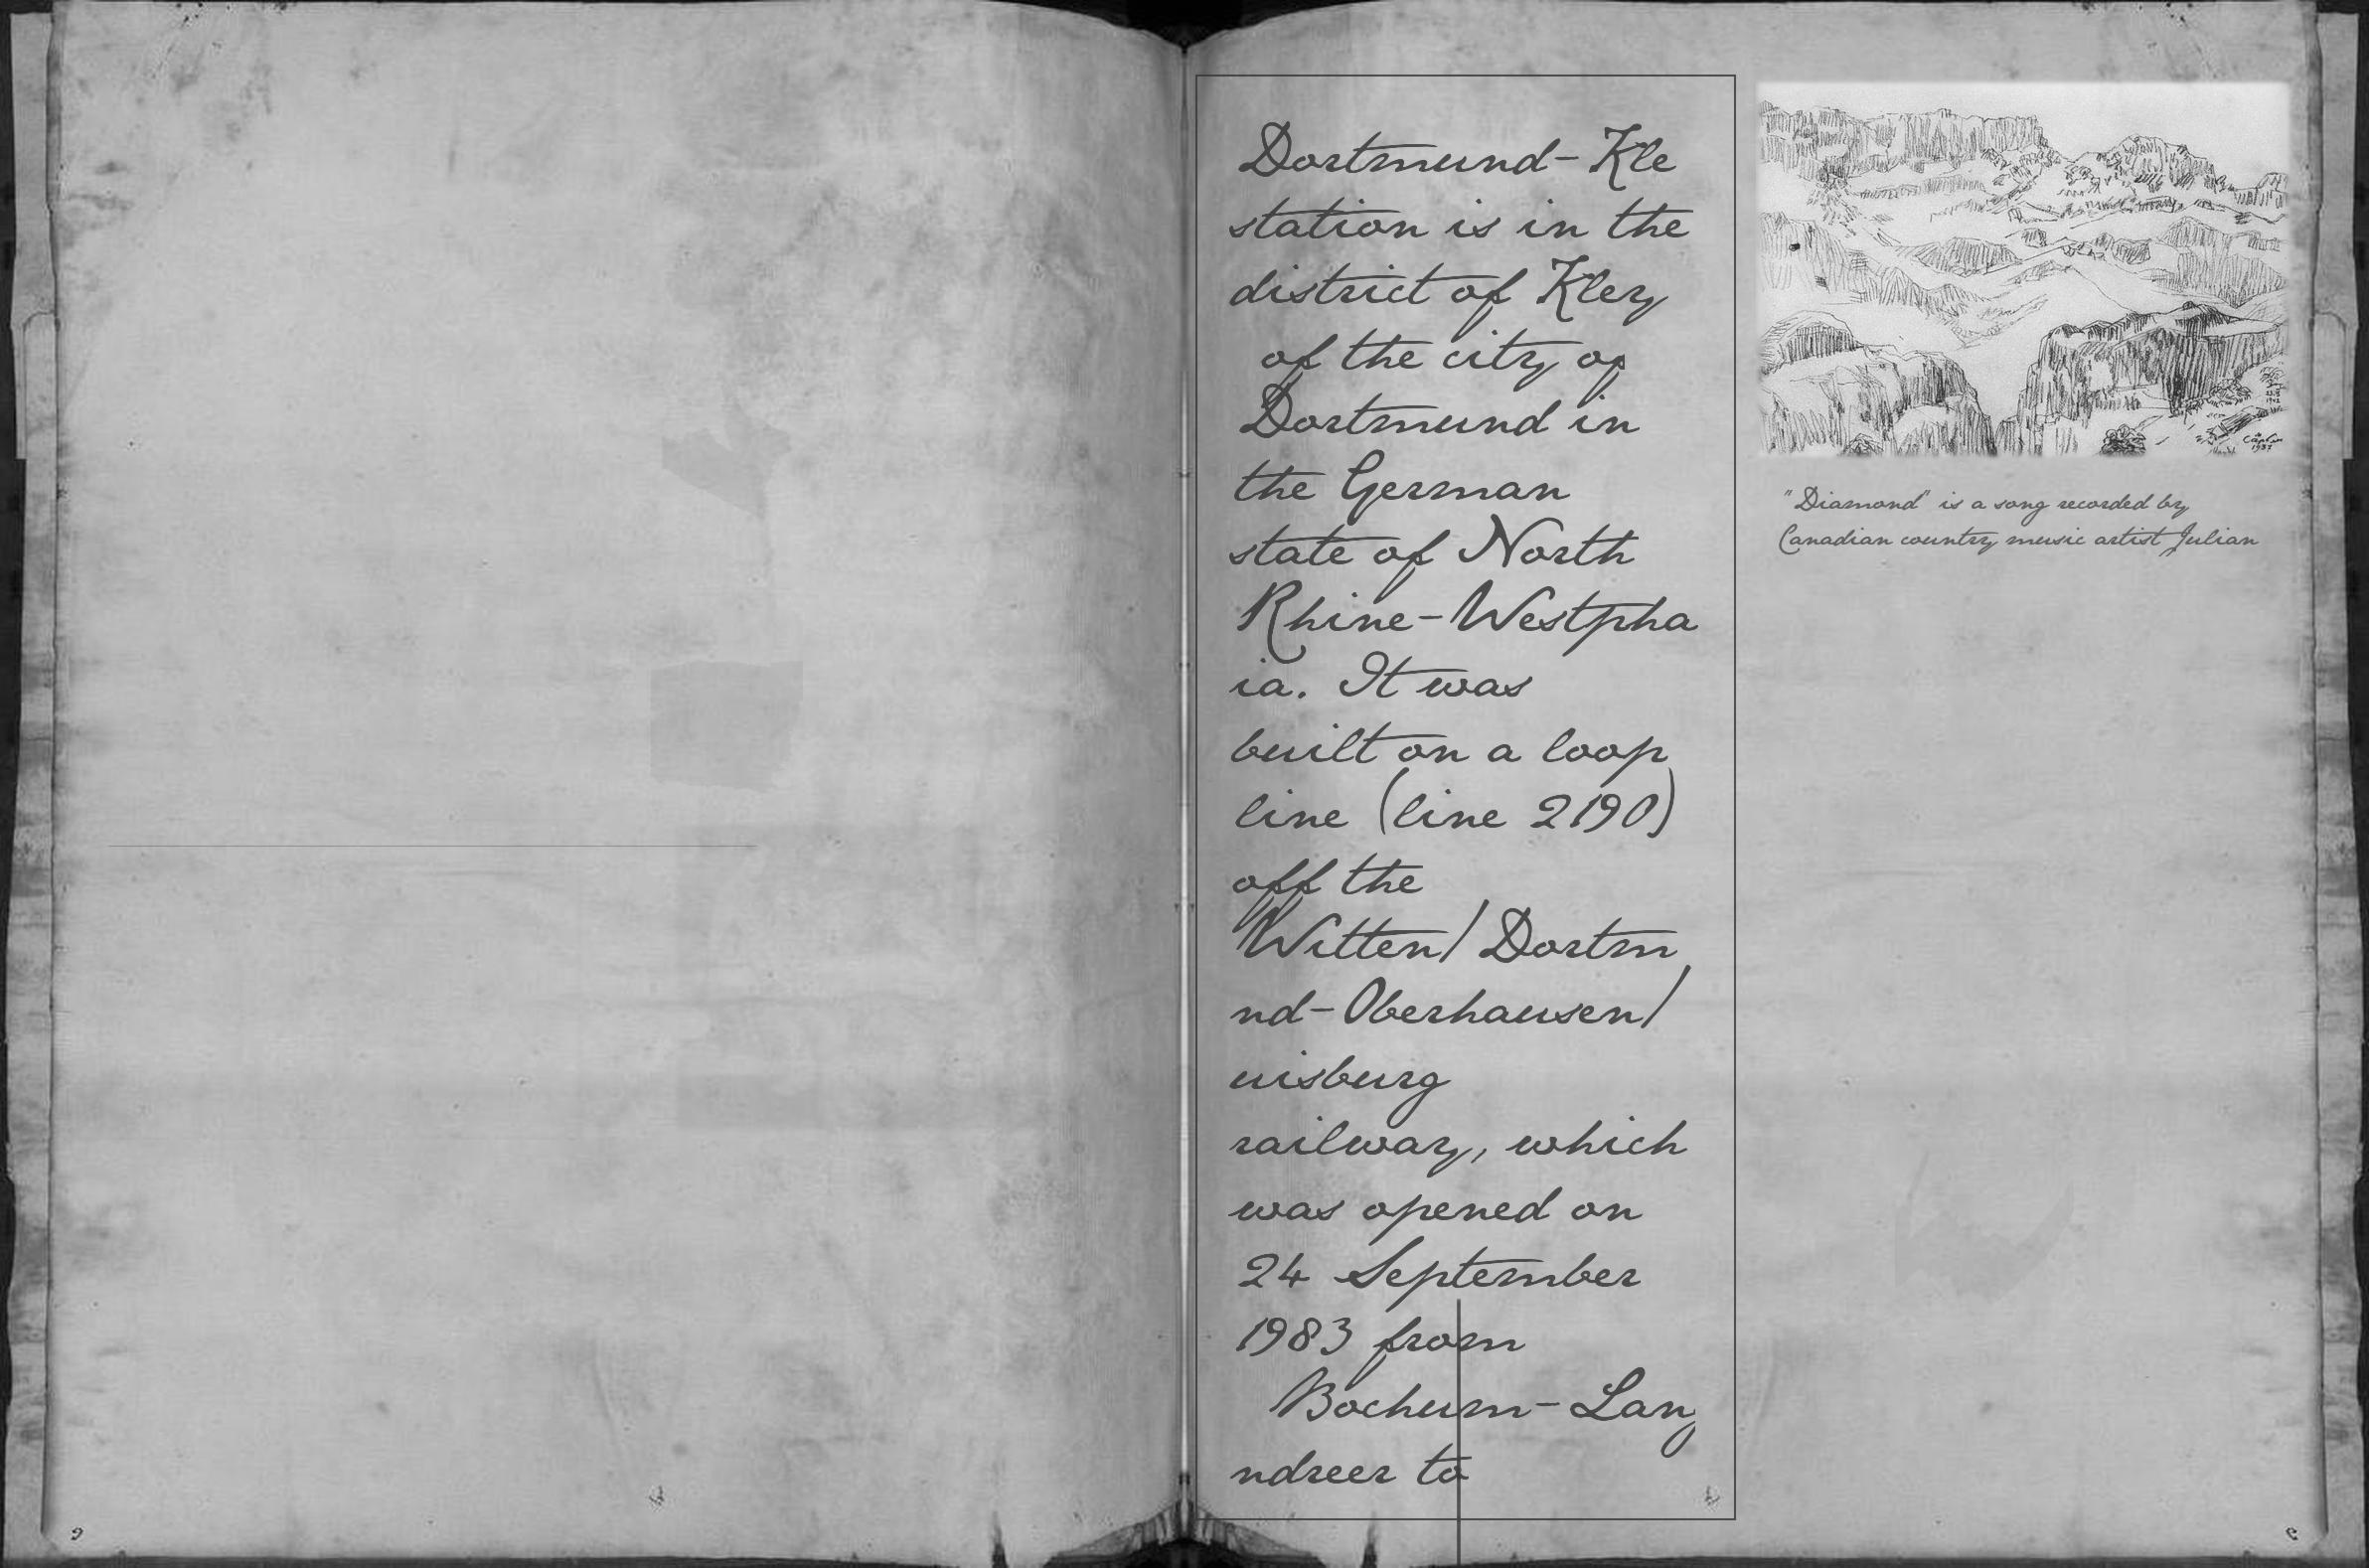 Dortmund-Kle
station is in the
district of Kley
of the city of
Dortmund in
the German
state of North
Rhine-Westpha
ia. It was
built on a loop
line (line 2190)
off the
Witten/Dortm
nd-Oberhausen/
uisburg
railway, which
was opened on
24 September
1983 from
Bochum-Lang
ndreer to
"Diamond" is a song recorded by
Canadian country music artist Julian